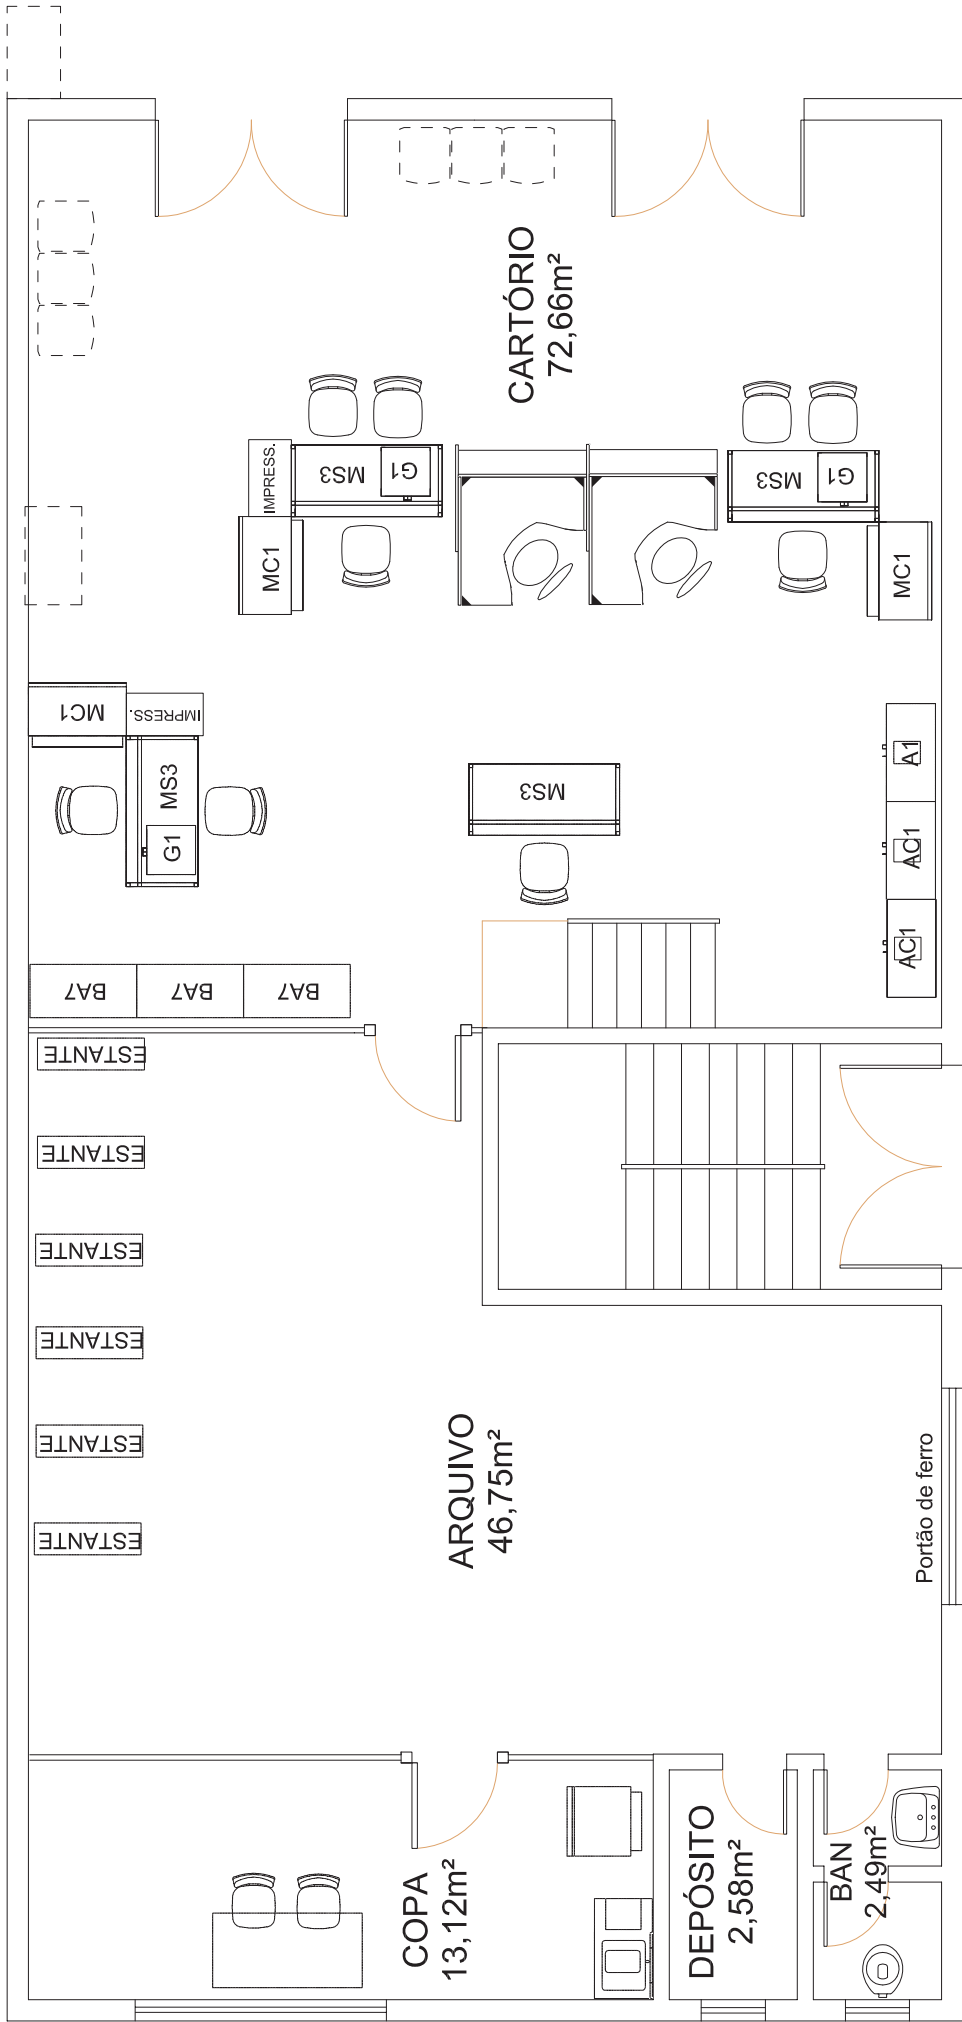 CARTÓRIO
72,66m²
IMPRESS.
MS3
G1
MC1
MS3
G1
MC1
MC1
IMPRESS.
MS3
G1
MS3
A1
AC1
AC1
BA7
BA7
BA7
ESTANTE
ESTANTE
ESTANTE
ESTANTE
ESTANTE
ESTANTE
ARQUIVO
46,75m²
Portão de ferro
COPA
13,12m²
DEPÓSITO
2,58m²
BAN
2,49m²